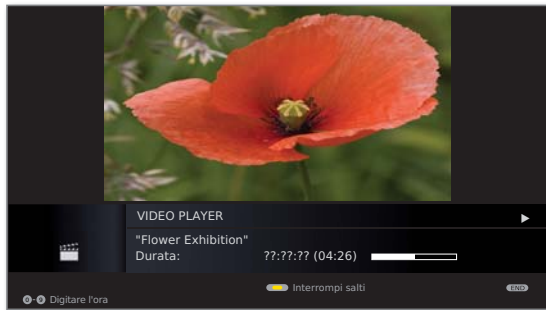 VIDEO PLAYER
"Flower Exhibition"
Durata: ??:??:?? (04:26)
Interrompi salti
END
0-9 Digitare l'ora